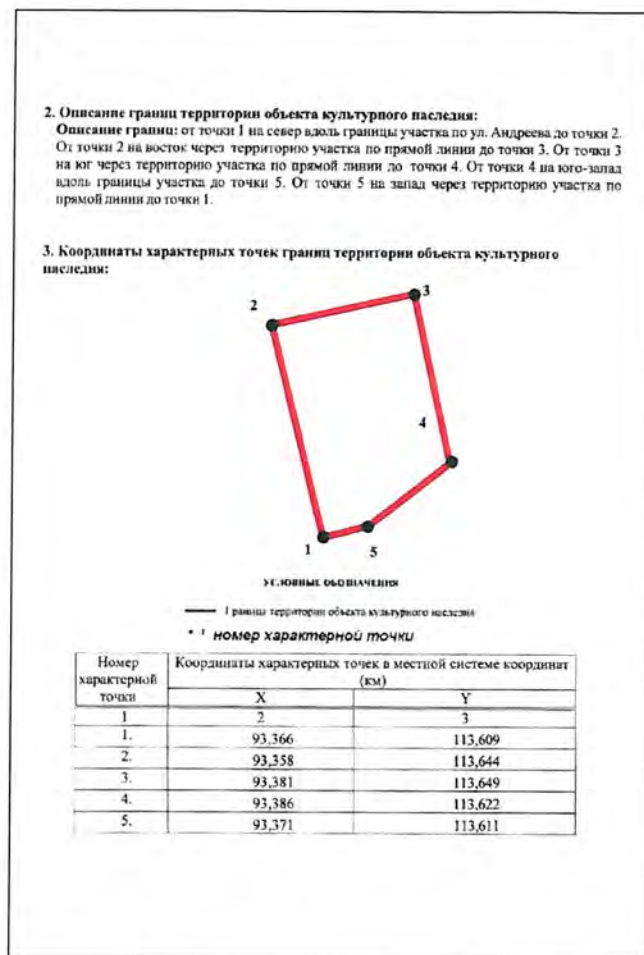 2. Описание границ территории объекта культурного наследия:
Описание границ: от точки 1 на север вдоль границы участка по ул. Андреева до точки 2.
От точки 2 на восток через территорию участка по прямой линии до точки 3. От точки 3
на юг через территорию участка по прямой линии до точки 4. От точки 4 на юго-запад
вдоль границы участка до точки 5. От точки 5 на запад через территорию участка по
прямой линии до точки 1.
3. Координаты характерных точек границ территории объекта культурного
наследия:
2
3
4
1
5
УСЛОВНЫЕ ОБОЗНАЧЕНИЯ
Границы территории объекта культурного наследия
• 1 номер характерной точки
Номер характерной точки Координаты характерных точек в местной системе координат (км)
X Y
1 2 3
1. 93,366 113,609
2. 93,358 113,644
3. 93,381 113,649
4. 93,386 113,622
5. 93,371 113,611